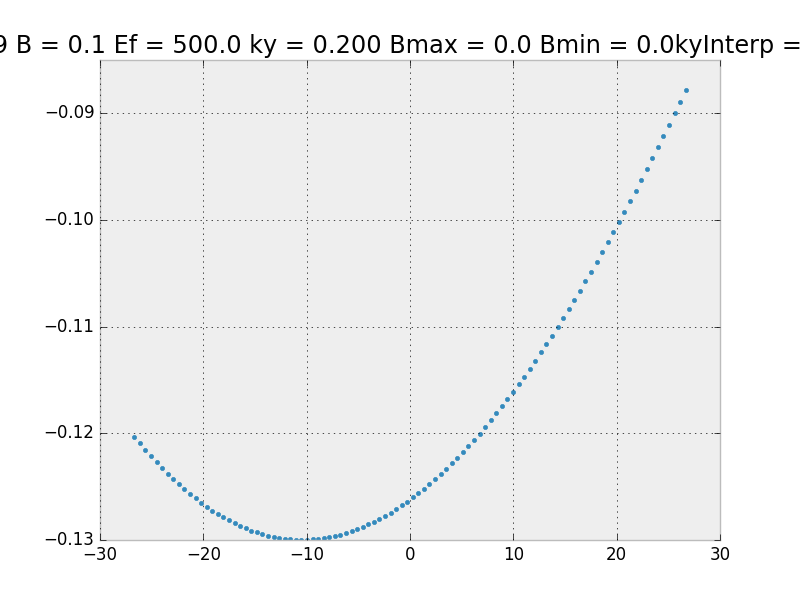 9 B = 0.1 Ef = 500.0 ky = 0.200 Bmax = 0.0 Bmin = 0.0kyInterp =
−0.09
−0.10
−0.11
−0.12
−0.13
−30 −20 −10 0 10 20 30